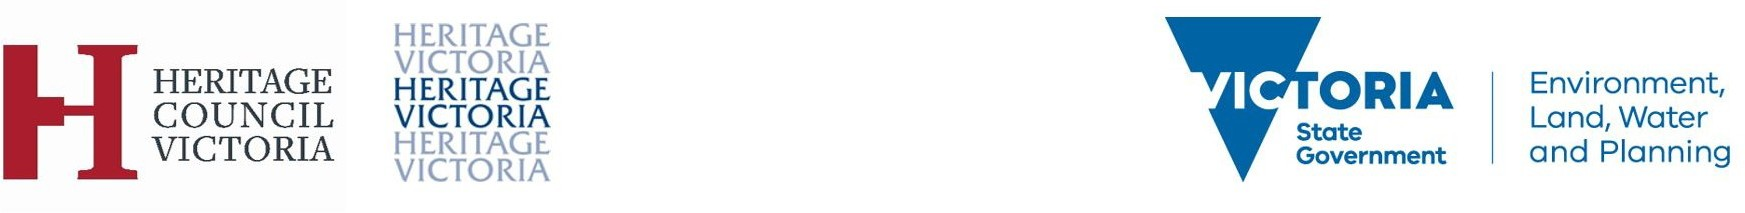 HERITAGE
COUNCIL
VICTORIA
HERITAGE
VICTORIA
HERITAGE
VICTORIA
HERITAGE
VICTORIA
VICTORIA
State
Government
Environment,
Land, Water
and Planning